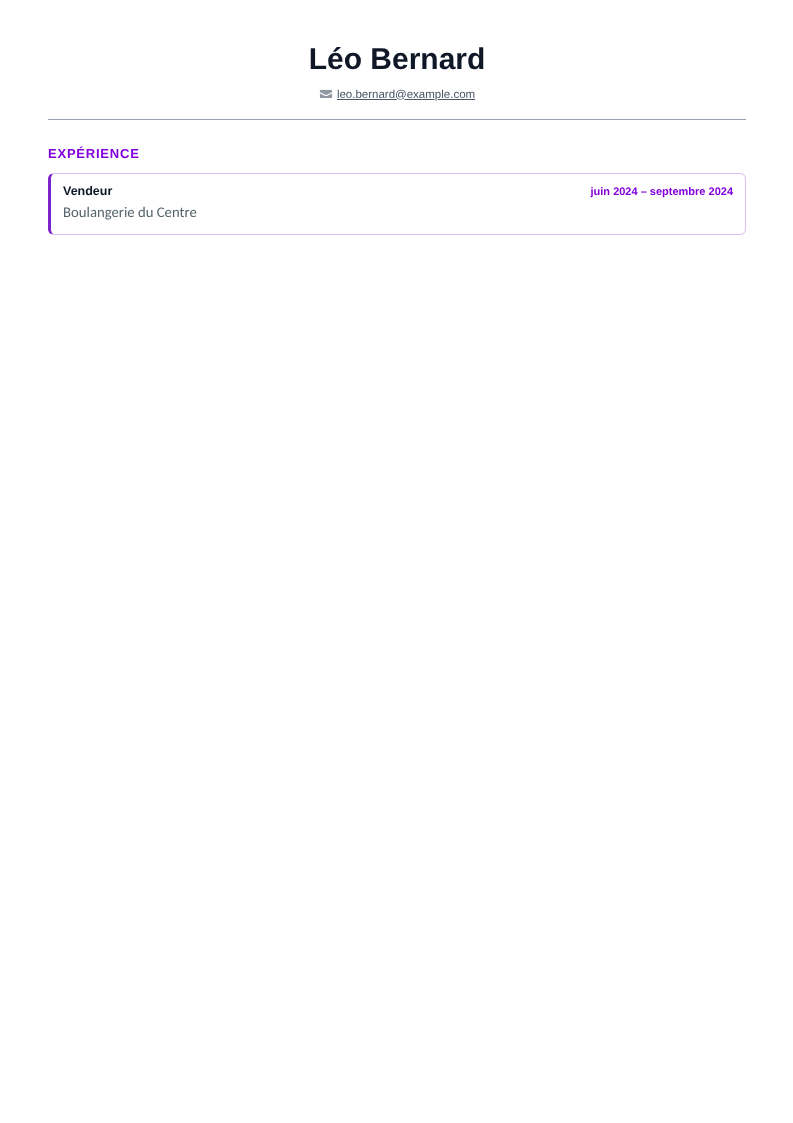 Léo Bernard
leo.bernard@example.com
EXPÉRIENCE
Vendeur juin 2024 – septembre 2024
Boulangerie du Centre